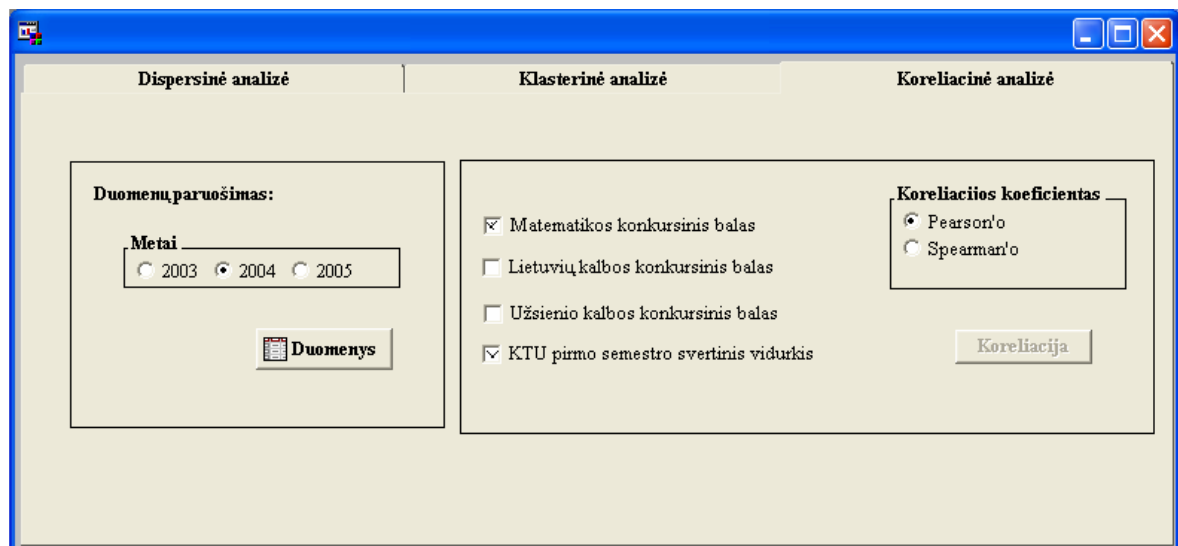 Dispersinė analizė
Klasterinė analizė
Koreliacinė analizė
Duomenų paruošimas:
Metai
2003 2004 2005
Duomenys
Matematikos konkursinis balas
Lietuvių kalbos konkursinis balas
Užsienio kalbos konkursinis balas
KTU pirmo semestro svertinis vidurkis
Koreliacijos koeficientas
Pearson'o
Spearman'o
Koreliacija